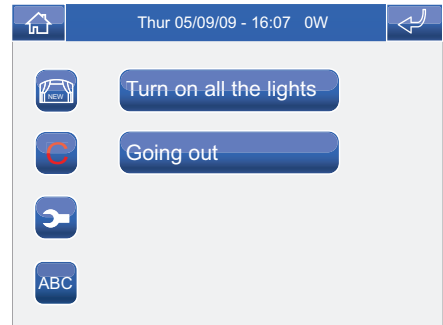 Thur 05/09/09 - 16:07 0W
NEW
Turn on all the lights
C
Going out
ABC